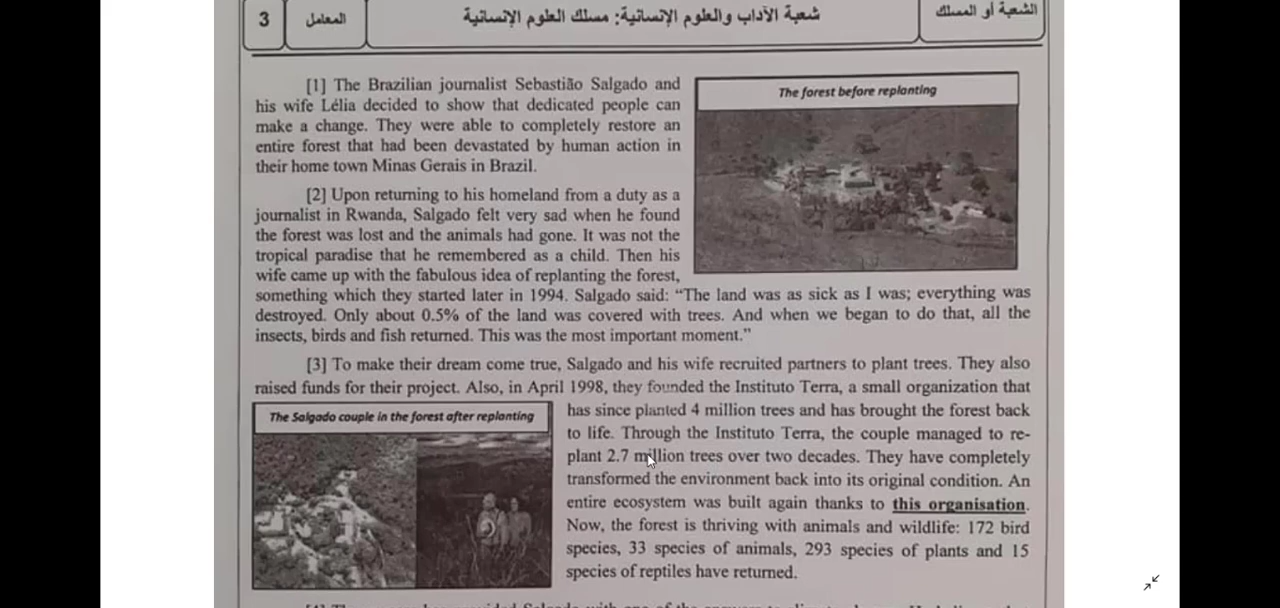 الشعبة أو المسلك
شعبة الآداب والعلوم الإنسانية: مسلك العلوم الإنسانية
المعامل
3
[1] The Brazilian journalist Sebastião Salgado and
his wife Lélia decided to show that dedicated people can
make a change. They were able to completely restore an
entire forest that had been devastated by human action in
their home town Minas Gerais in Brazil.
The forest before replanting
[2] Upon returning to his homeland from a duty as a
journalist in Rwanda, Salgado felt very sad when he found
the forest was lost and the animals had gone. It was not the
tropical paradise that he remembered as a child. Then his
wife came up with the fabulous idea of replanting the forest,
something which they started later in 1994. Salgado said: “The land was as sick as I was; everything was
destroyed. Only about 0.5% of the land was covered with trees. And when we began to do that, all the
insects, birds and fish returned. This was the most important moment.”
[3] To make their dream come true, Salgado and his wife recruited partners to plant trees. They also
raised funds for their project. Also, in April 1998, they founded the Instituto Terra, a small organization that
The Salgado couple in the forest after replanting
has since planted 4 million trees and has brought the forest back
to life. Through the Instituto Terra, the couple managed to re-
plant 2.7 million trees over two decades. They have completely
transformed the environment back into its original condition. An
entire ecosystem was built again thanks to this organisation.
Now, the forest is thriving with animals and wildlife: 172 bird
species, 33 species of animals, 293 species of plants and 15
species of reptiles have returned.